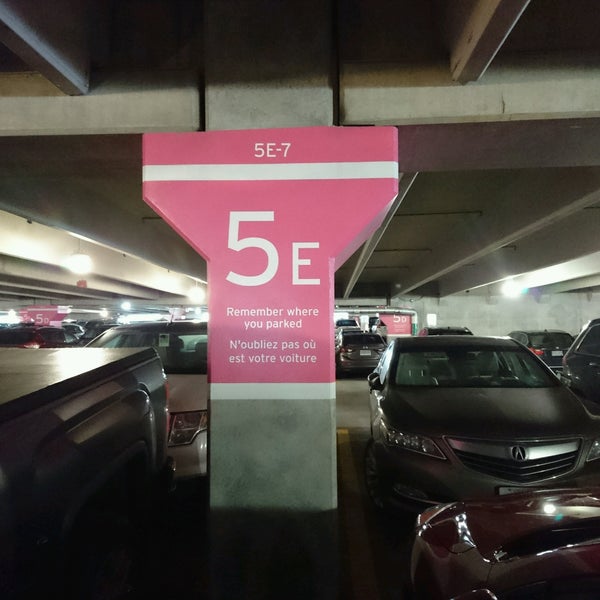 5E-7
5E
Remember where
you parked
N'oubliez pas où
est votre voiture